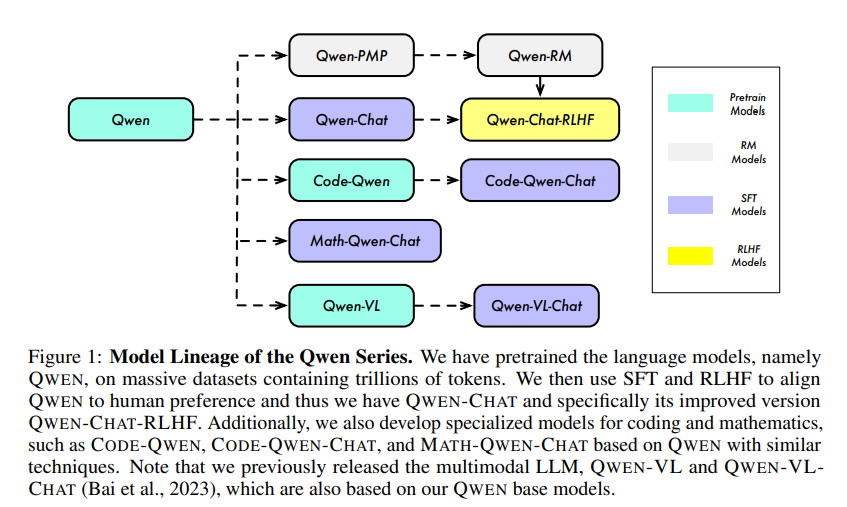 Qwen-PMP
Qwen-RM
Qwen
Qwen-Chat
Qwen-Chat-RLHF
Code-Qwen
Code-Qwen-Chat
Math-Qwen-Chat
Qwen-VL
Qwen-VL-Chat
Pretrain
Models
RM
Models
SFT
Models
RLHF
Models
Figure 1: Model Lineage of the Qwen Series. We have pretrained the language models, namely
QWEN, on massive datasets containing trillions of tokens. We then use SFT and RLHF to align
QWEN to human preference and thus we have QWEN-CHAT and specifically its improved version
QWEN-CHAT-RLHF. Additionally, we also develop specialized models for coding and mathematics,
such as CODE-QWEN, CODE-QWEN-CHAT, and MATH-QWEN-CHAT based on QWEN with similar
techniques. Note that we previously released the multimodal LLM, QWEN-VL and QWEN-VL-
CHAT (Bai et al., 2023), which are also based on our QWEN base models.